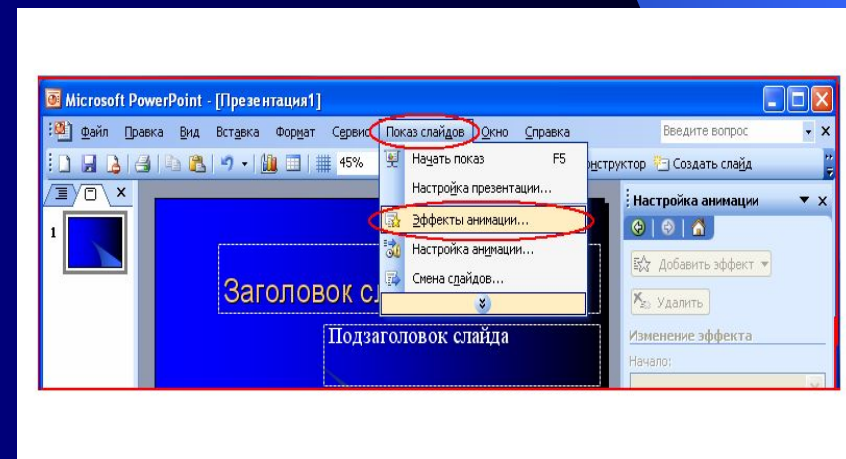 Microsoft PowerPoint - [Презентация1]
Файл Правка Вид Вставка Формат Сервис Показ слайдов Окно Справка Введите вопрос
45% Начать показ F5 Создать слайд
Настройка презентации...
Настройка анимации
1
Эффекты анимации...
Настройка анимации...
Добавить эффект
Смена слайдов...
Заголовок
Удалить
Подзаголовок слайда
Изменение эффекта
Начало: